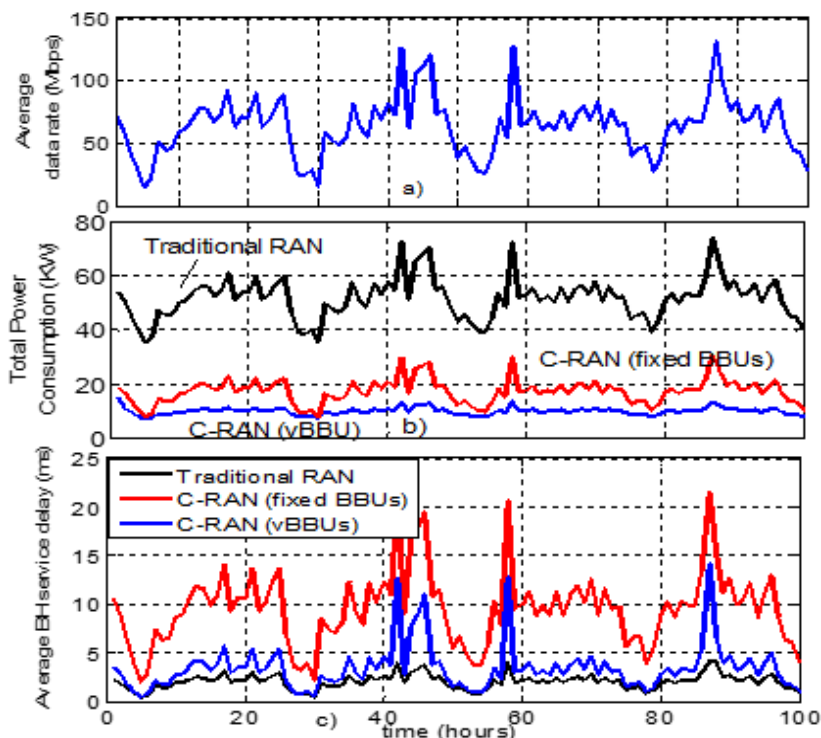 150
100
50
0
Average
data rate (Mbps)
a)
80
60
40
20
0
Total Power
Consumption (KW)
Traditional RAN
C-RAN (fixed BBUs)
C-RAN (vBBU)
b)
25
20
15
10
5
0
Average BH service delay (ms)
Traditional RAN
C-RAN (fixed BBUs)
C-RAN (vBBUs)
0 20 40 60 80 100
c)
time (hours)